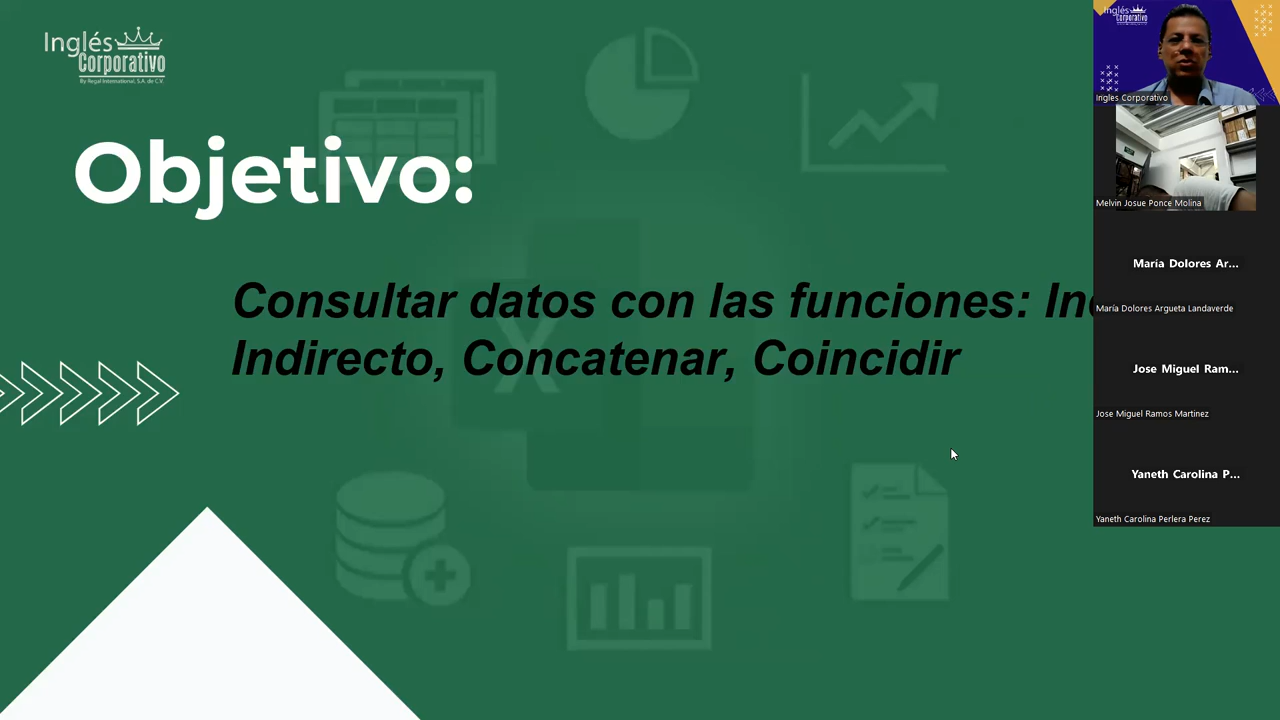 Inglés
Corporativo
By Regal International, S.A. de C.V.
Objetivo:
Consultar datos con las funciones:
Indirecto, Concatenar, Coincidir
Inglés
Corporativo
Ingles Corporativo
Melvin Josue Ponce Molina
María Dolores Ar...
María Dolores Argueta Landaverde
Jose Miguel Ram...
Jose Miguel Ramos Martinez
Yaneth Carolina P...
Yaneth Carolina Perlera Perez